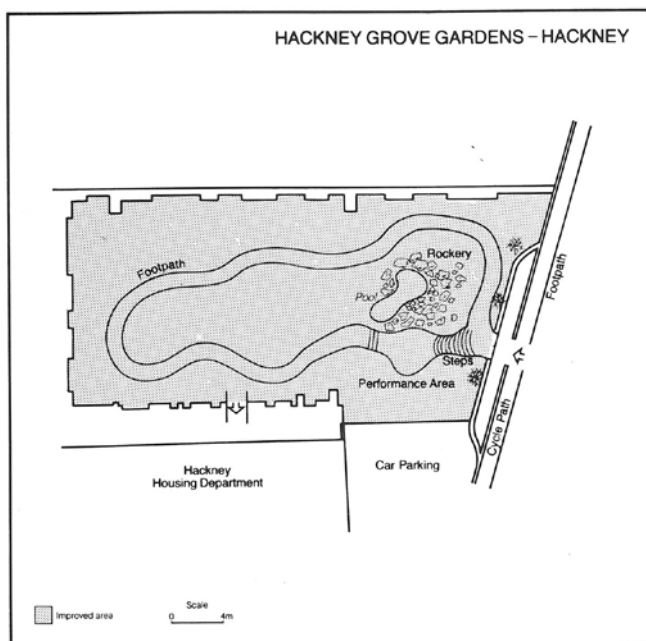 HACKNEY GROVE GARDENS – HACKNEY
Footpath
Rockery
Pool
Footpath
Steps
Performance Area
Cycle Path
Hackney
Housing Department
Car Parking
Improved area
Scale
0 4m